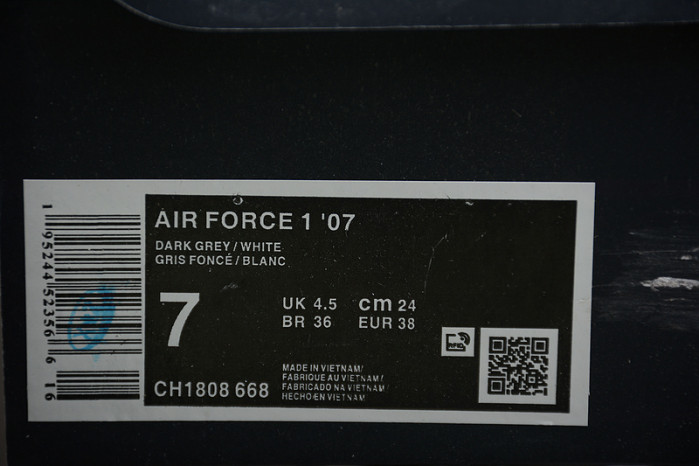 AIR FORCE 1 '07
DARK GREY / WHITE
GRIS FONCÉ / BLANC
7
UK 4.5 cm 24
BR 36 EUR 38
CH1808 668
MADE IN VIETNAM/
FABRIQUE AU VIETNAM/
FABRICADO NA VIETNAM/
HECHO EN VIETNAM
1 95244 52356 6 16